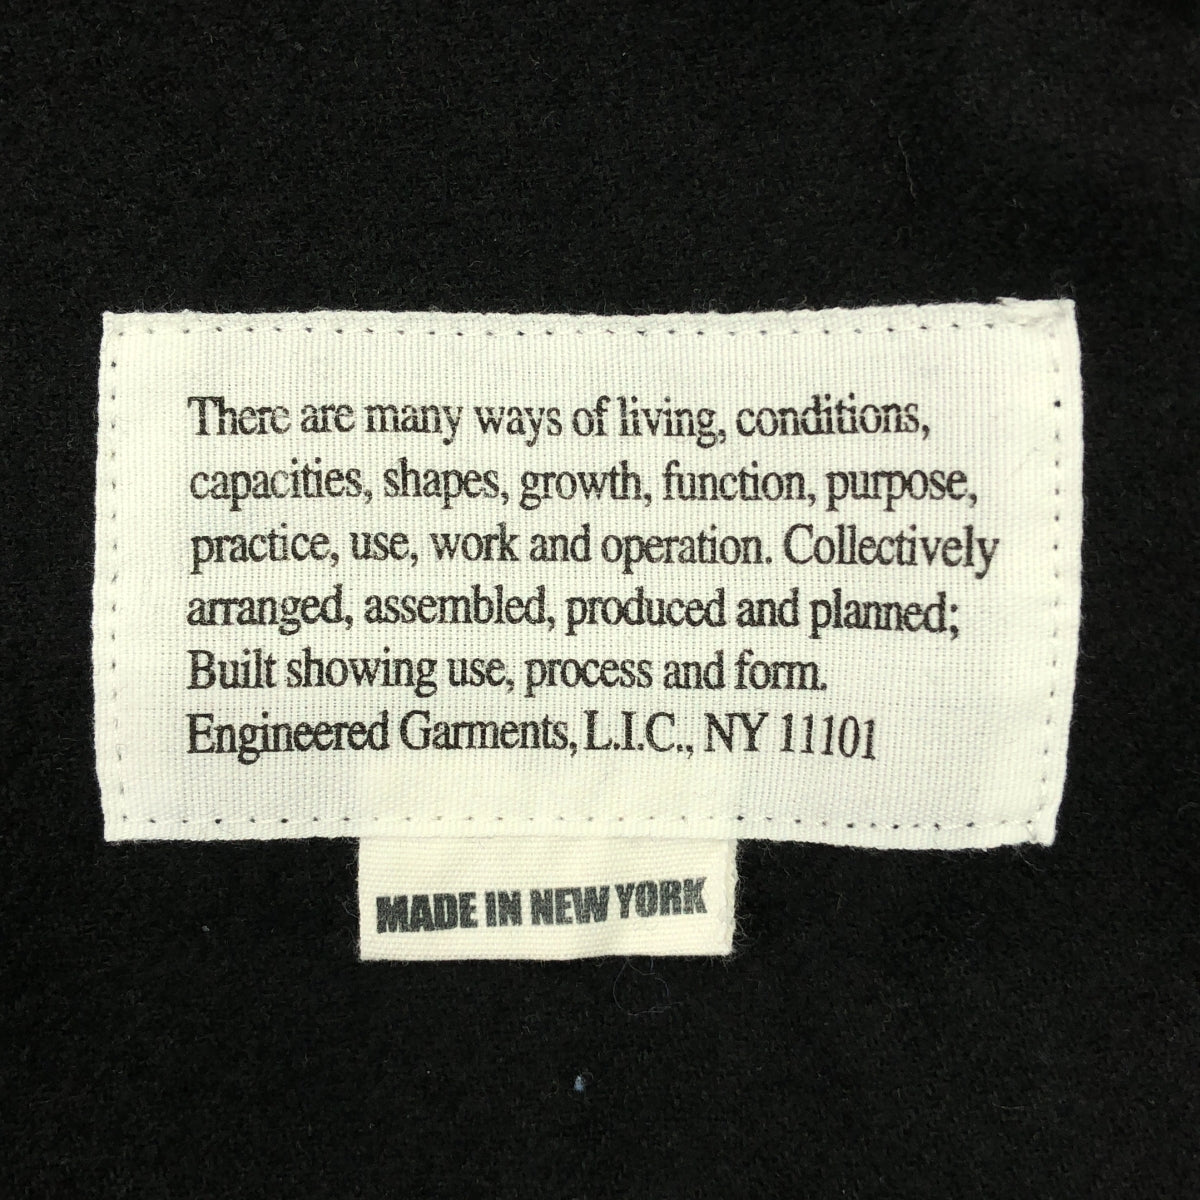 There are many ways of living, conditions,
capacities, shapes, growth, function, purpose,
practice, use, work and operation. Collectively
arranged, assembled, produced and planned;
Built showing use, process and form.
Engineered Garments, L.I.C., NY 11101
MADE IN NEW YORK